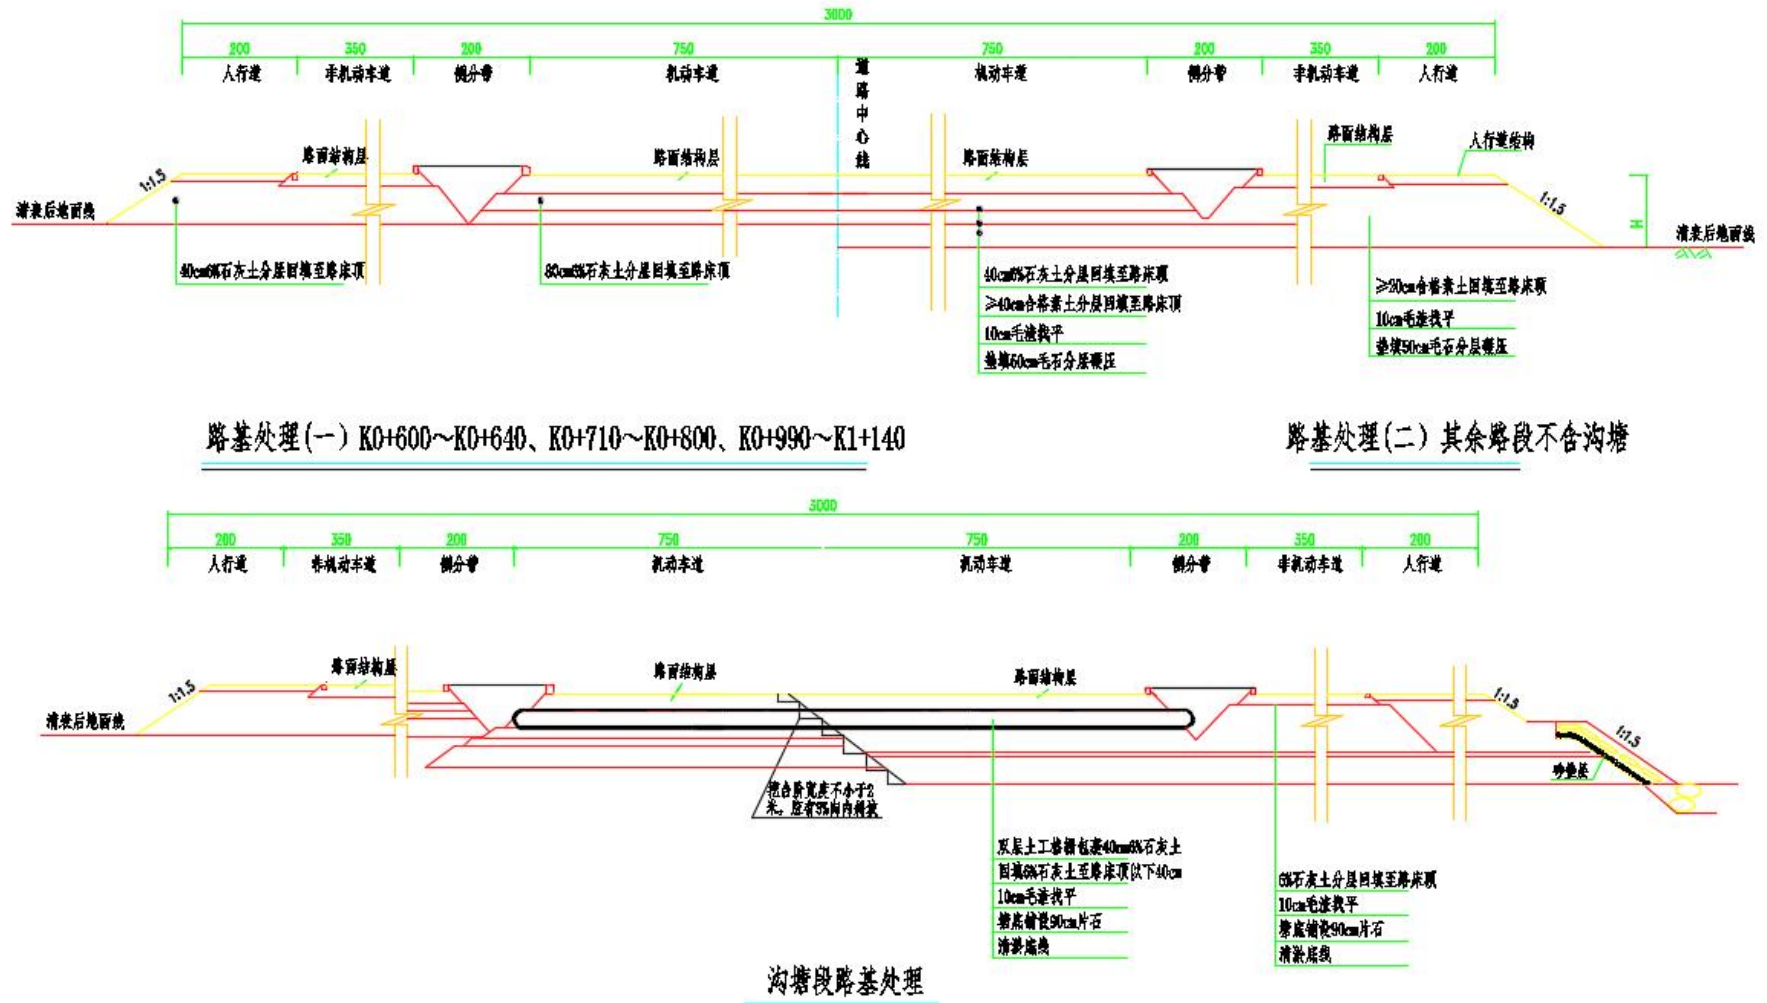 3000
200 350 200 750 750 200 350 200
人行道 非机动车道 侧分带 机动车道 机动车道 侧分带 非机动车道 人行道
道路中心线
路面结构层 路面结构层 路面结构层 路面结构层 人行道结构
1:1.5 1:1.5
清表后地面线 H 清表后地面线
40cm6%石灰土分层回填至路床顶
80cm6%石灰土分层回填至路床顶
40cm6%石灰土分层回填至路床顶
≥40cm合格素土分层回填至路床顶
10cm毛渣找平
垫填50cm毛石分层碾压
≥30cm合格素土回填至路床顶
10cm毛渣找平
垫填50cm毛石分层碾压
路基处理(一) K0+600~K0+640、K0+710~K0+800、K0+990~K1+140
路基处理(二) 其余路段不含沟塘
3000
200 350 200 750 750 200 350 200
人行道 非机动车道 侧分带 机动车道 机动车道 侧分带 非机动车道 人行道
路面结构层 路面结构层 路面结构层
1:1.5 1:1.5 1:1.5
清表后地面线
砂垫层
挖台阶宽度不小于2
米，应有3%向内斜坡
双层土工格栅包裹40cm6%石灰土
回填6%石灰土至路床顶以下40cm
10cm毛渣找平
塘底铺设90cm片石
清淤底线
6%石灰土分层回填至路床顶
10cm毛渣找平
塘底铺设90cm片石
清淤底线
沟塘段路基处理